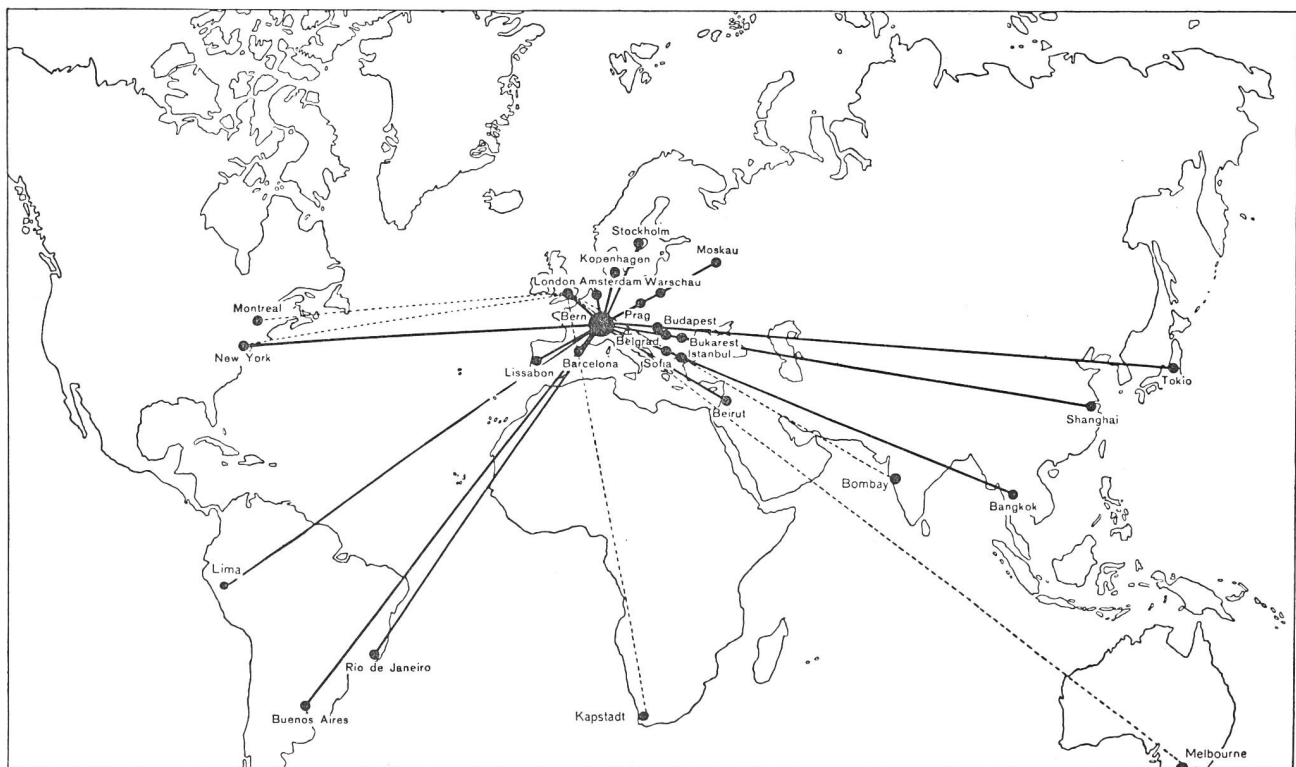 Stockholm
Moskau
Kopenhagen
London Amsterdam Warschau
Montreal
Bern
Prag
Budapest
New York
Belgrad
Bukarest
Lissabon
Barcelona
Sofia
Istanbul
Tokio
Beirut
Shanghai
Bombay
Bangkok
Lima
Rio de Janeiro
Buenos Aires
Kapstadt
Melbourne